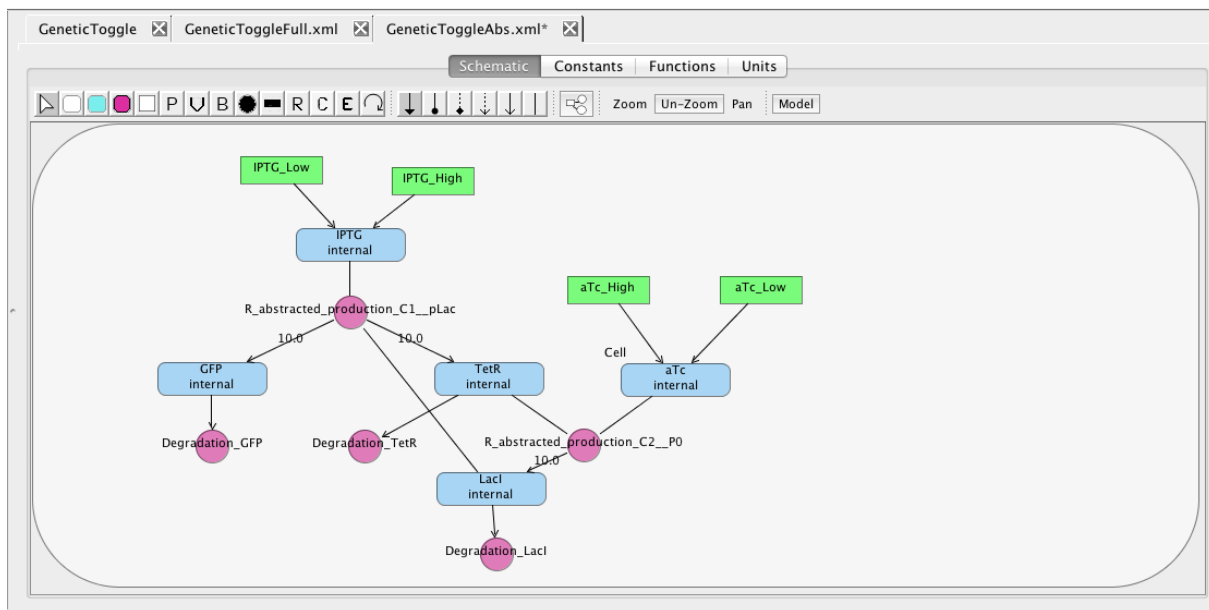 GeneticToggle GeneticToggleFull.xml GeneticToggleAbs.xml*
Schematic Constants Functions Units
P V B R C E Zoom Un-Zoom Pan Model
IPTG_Low
IPTG_High
IPTG
internal
aTc_High
aTc_Low
R_abstracted_production_C1__pLac
10.0
10.0
Cell
GFP
internal
TetR
internal
aTc
internal
Degradation_GFP
Degradation_TetR
R_abstracted_production_C2__P0
10.0
LacI
internal
Degradation_LacI